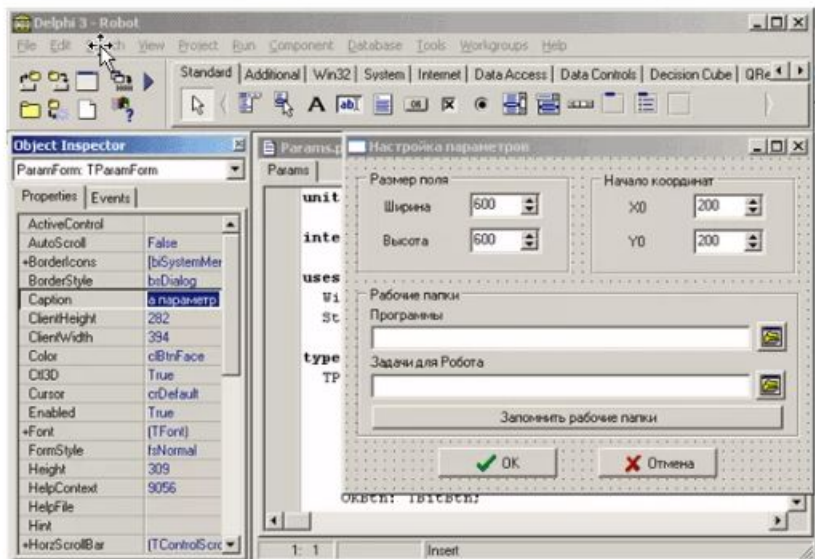 Delphi 3 - Robot
File Edit View Project Run Component Database Tools Workgroups Help
Standard Additional Win32 System Internet Data Access Data Controls Decision Cube QRe
A ab OK
Object Inspector
ParamForm: TParamForm
Properties Events
ActiveControl
AutoScroll False
+BorderIcons [biSystemMer
BorderStyle bsDialog
Caption а параметр
ClientHeight 282
ClientWidth 394
Color clBtnFace
Ctl3D True
Cursor crDefault
Enabled True
+Font (TFont)
FormStyle fsNormal
Height 309
HelpContext 9056
HelpFile
Hint
+HorzScrollBar (TControlScro
Params.p
Params
unit
inte
uses
Wi
St
type
TP
OKBtn: TBitBtn;
1: 1 Insert
Настройка параметров
Размер поля
Ширина 600
Высота 600
Начало координат
X0 200
Y0 200
Рабочие папки
Программы
Задачи для Робота
Запомнить рабочие папки
OK Отмена